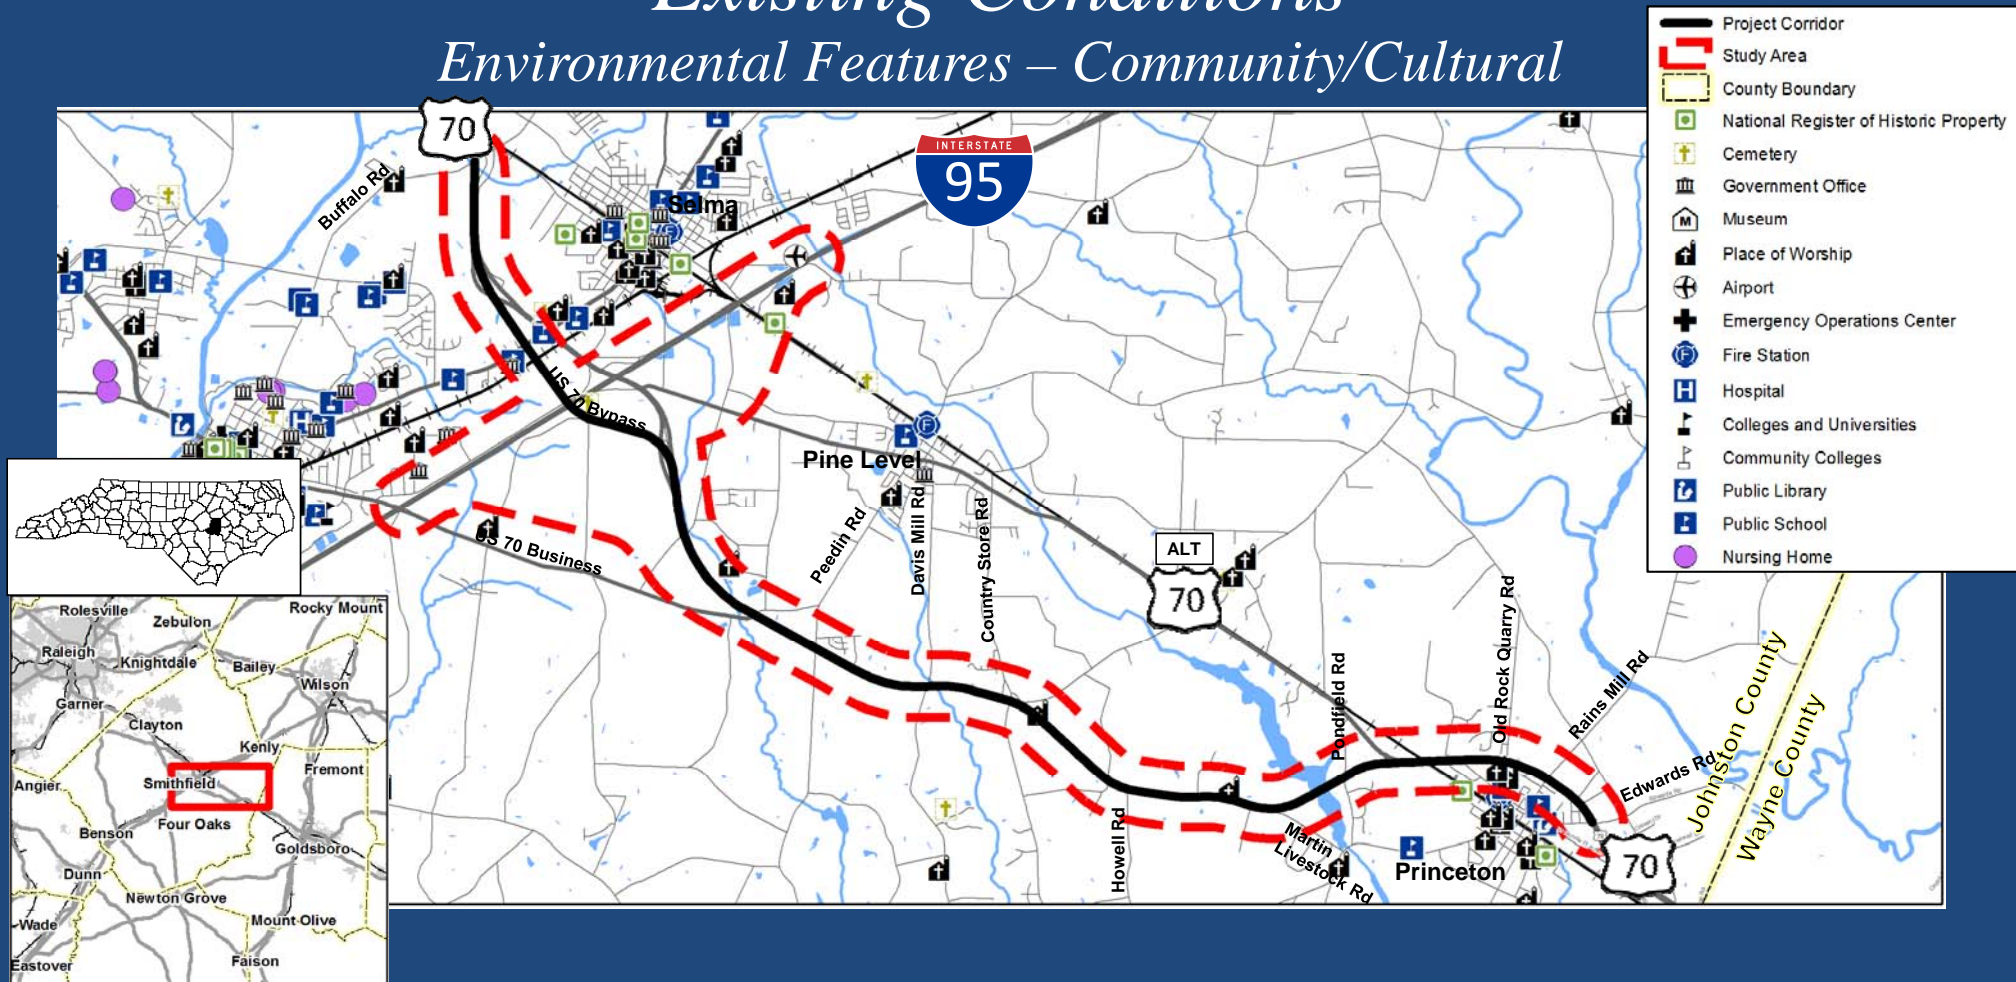 Existing Conditions
Environmental Features – Community/Cultural
Project Corridor
Study Area
County Boundary
National Register of Historic Property
Cemetery
Government Office
M
Museum
Place of Worship
Airport
Emergency Operations Center
F
Fire Station
H
Hospital
Colleges and Universities
Community Colleges
Public Library
Public School
Nursing Home
70
INTERSTATE
95
Buffalo Rd
Selma
US 70 Bypass
Pine Level
F
H
US 70 Business
Peedin Rd
Davis Mill Rd
Country Store Rd
ALT
70
Pondfield Rd
Old Rock Quarry Rd
Rains Mill Rd
Edwards Rd
Johnston County
Wayne County
Howell Rd
Martin
Livestock Rd
Princeton
70
Rolesville
Rocky Mount
Zebulon
Raleigh
Knightdale
Bailey
Wilson
Garner
Clayton
Kenly
Fremont
Angier
Smithfield
Four Oaks
Benson
Goldsboro
Dunn
Newton Grove
Mount Olive
Wade
Faison
Eastover